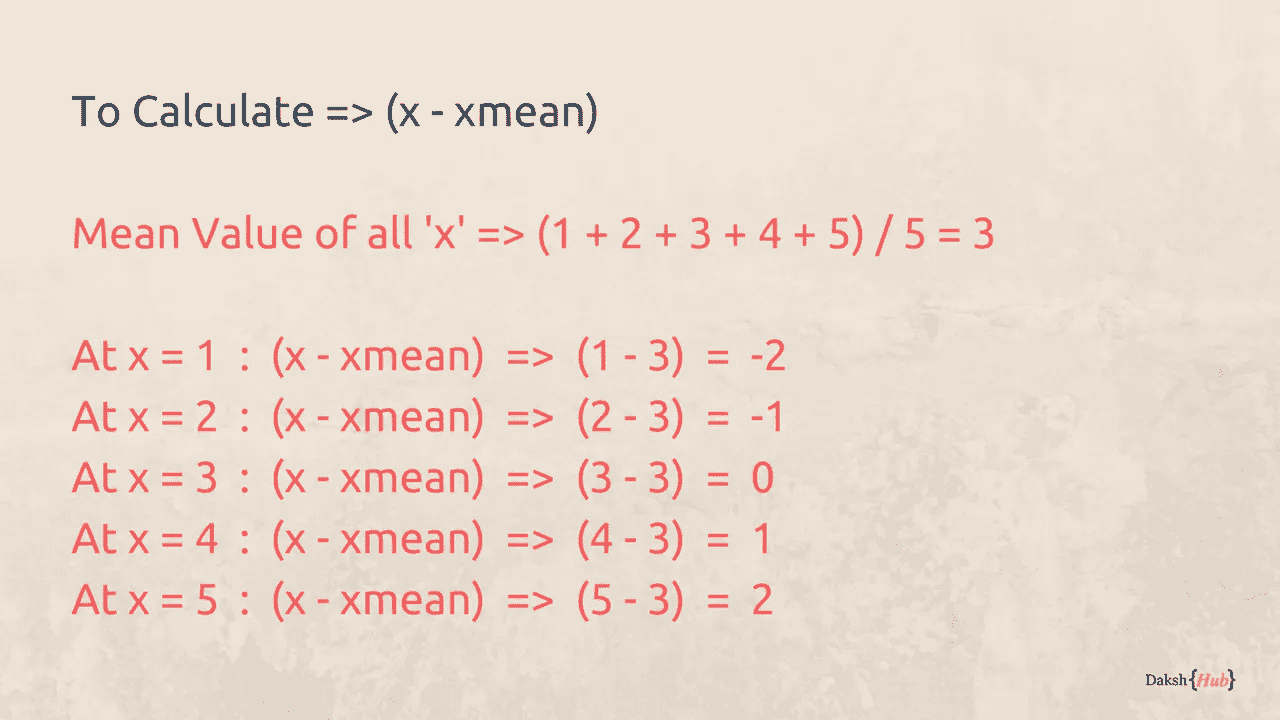 To Calculate => (x - xmean)
Mean Value of all 'x' => (1 + 2 + 3 + 4 + 5) / 5 = 3
At x = 1 : (x - xmean) => (1 - 3) = -2
At x = 2 : (x - xmean) => (2 - 3) = -1
At x = 3 : (x - xmean) => (3 - 3) = 0
At x = 4 : (x - xmean) => (4 - 3) = 1
At x = 5 : (x - xmean) => (5 - 3) = 2
Daksh{Hub}